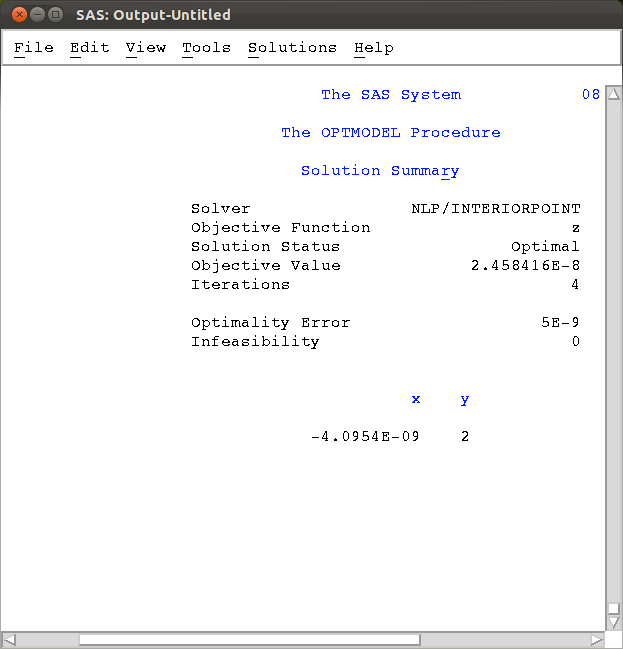 SAS: Output-Untitled
File Edit View Tools Solutions Help
The SAS System 08
The OPTMODEL Procedure
Solution Summary
Solver NLP/INTERIORPOINT
Objective Function z
Solution Status Optimal
Objective Value 2.458416E-8
Iterations 4
Optimality Error 5E-9
Infeasibility 0
x y
-4.0954E-09 2